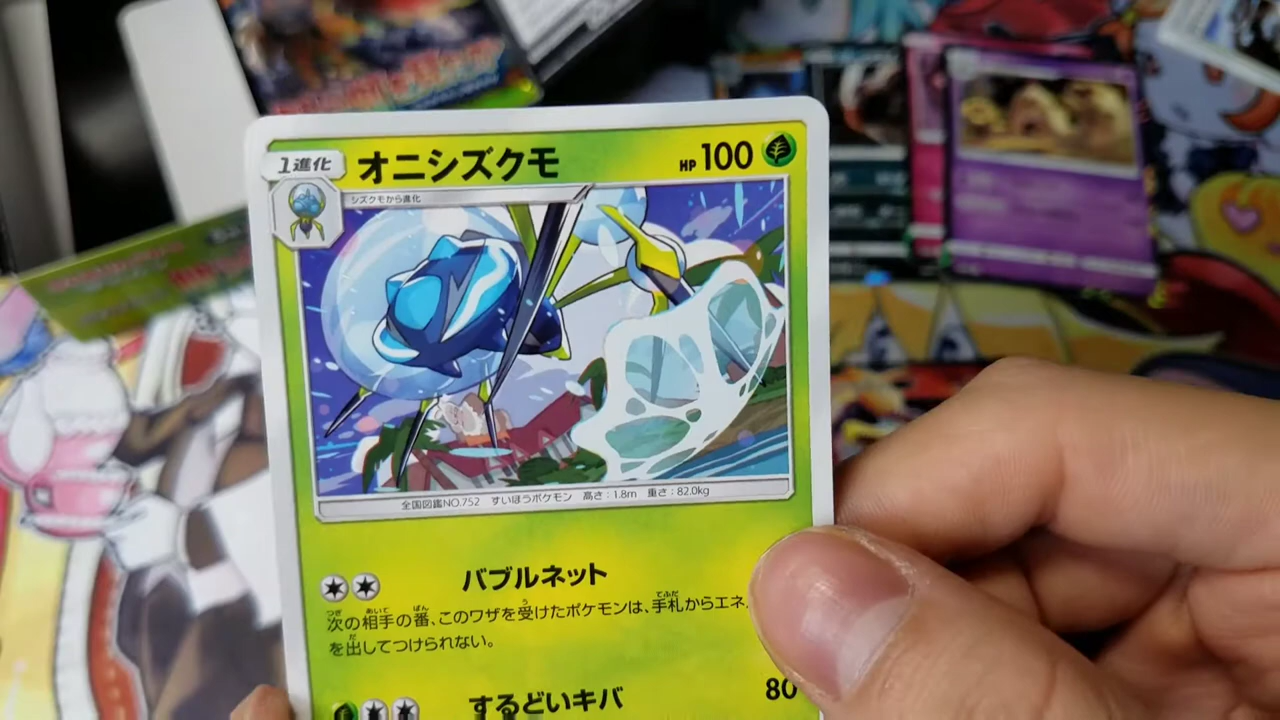 1進化 オニシズクモ HP 100
シズクモから進化
全国図鑑NO.752 すいほうポケモン 高さ:1.8m 重さ:82.0kg
バブルネット
次の相手の番、このワザを受けたポケモンは、手札からエネ
を出してつけられない。
するどいキバ 80